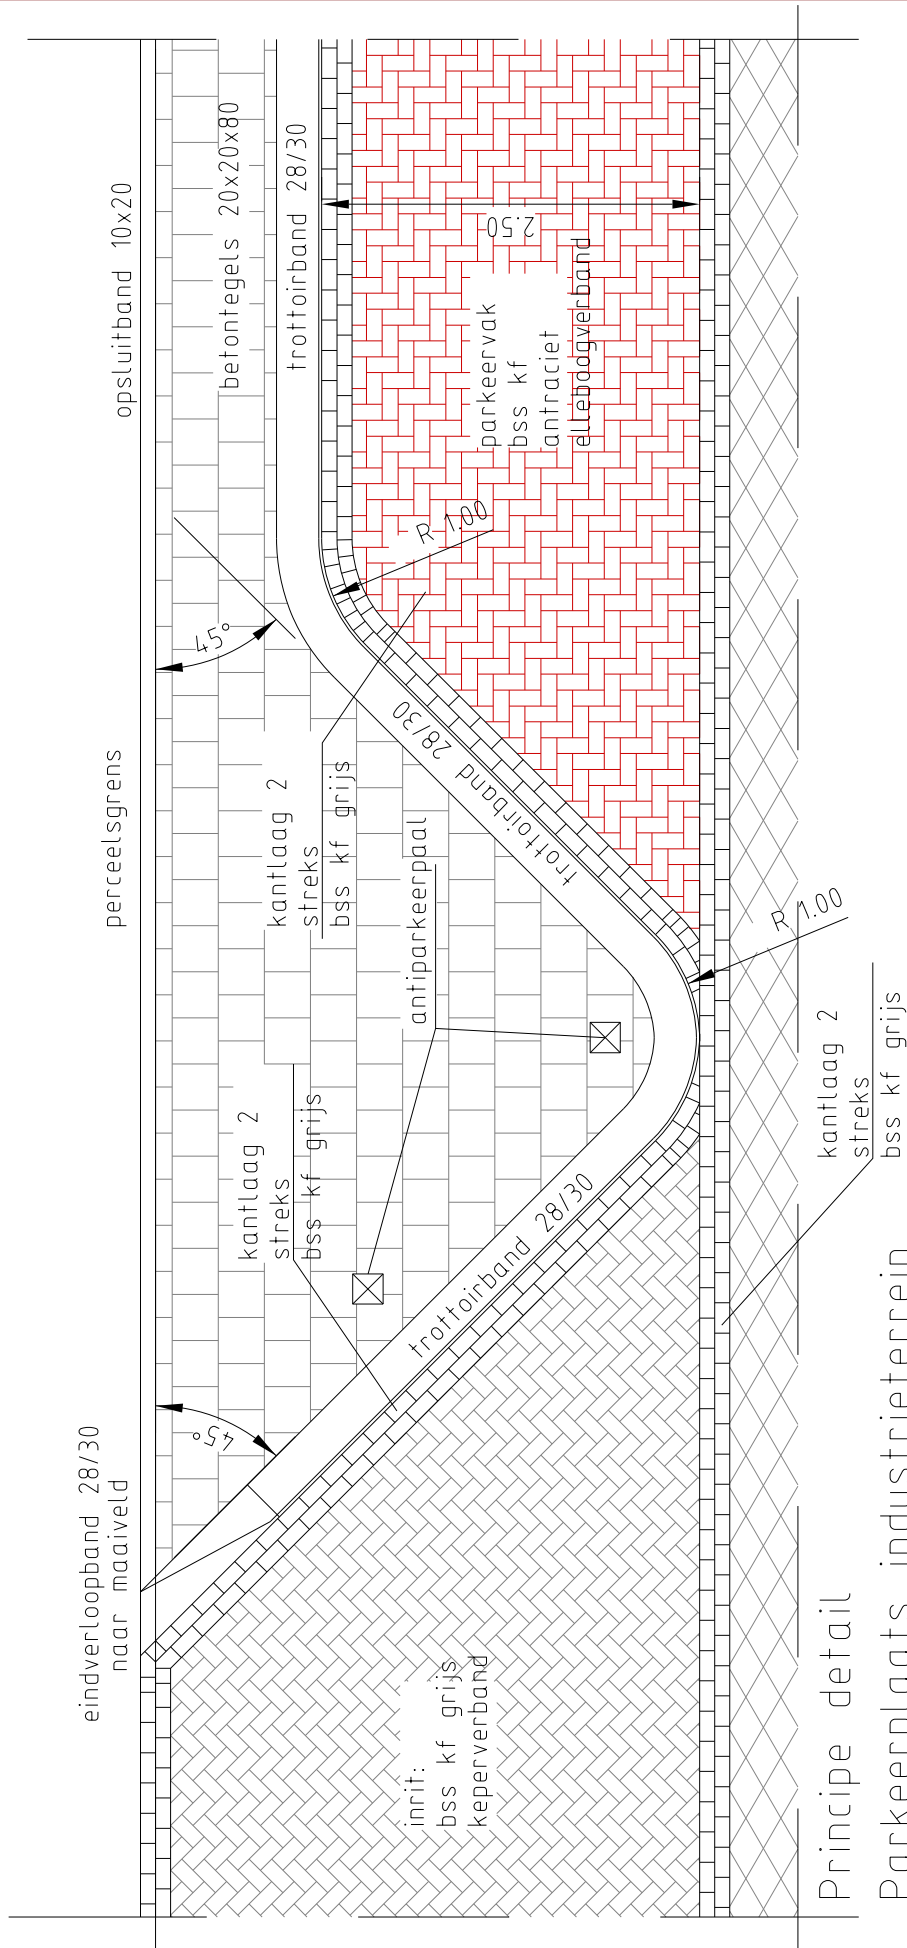 opsluitband 10x20
betontegels 20x20x80
trottoirband 28/30
2.50
parkeervak
bss kf
antraciet
elleboogverband
R 1.00
45°
perceelsgrens
kantlaag 2
streks
bss kf grijs
trottoirband 28/30
antiparkeerpaal
R 1.00
kantlaag 2
streks
bss kf grijs
kantlaag 2
streks
bss kf grijs
trottoirband 28/30
45°
eindverloopband 28/30
naar maaiveld
inrit:
bss kf grijs
keperverband
Principe detail
Parkeerplaats industrieterrein